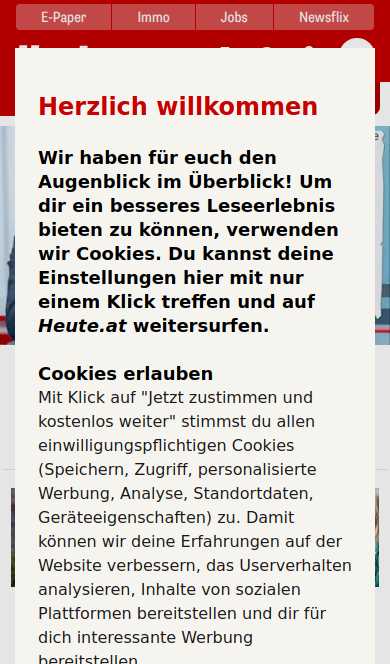 E-Paper
Immo
Jobs
Newsflix
Herzlich willkommen
Wir haben für euch den
Augenblick im Überblick! Um
dir ein besseres Leseerlebnis
bieten zu können, verwenden
wir Cookies. Du kannst deine
Einstellungen hier mit nur
einem Klick treffen und auf
Heute.at weitersurfen.
Cookies erlauben
Mit Klick auf "Jetzt zustimmen und
kostenlos weiter" stimmst du allen
einwilligungspflichtigen Cookies
(Speichern, Zugriff, personalisierte
Werbung, Analyse, Standortdaten,
Geräteeigenschaften) zu. Damit
können wir deine Erfahrungen auf der
Website verbessern, das Userverhalten
analysieren, Inhalte von sozialen
Plattformen bereitstellen und dir für
dich interessante Werbung
bereitstellen